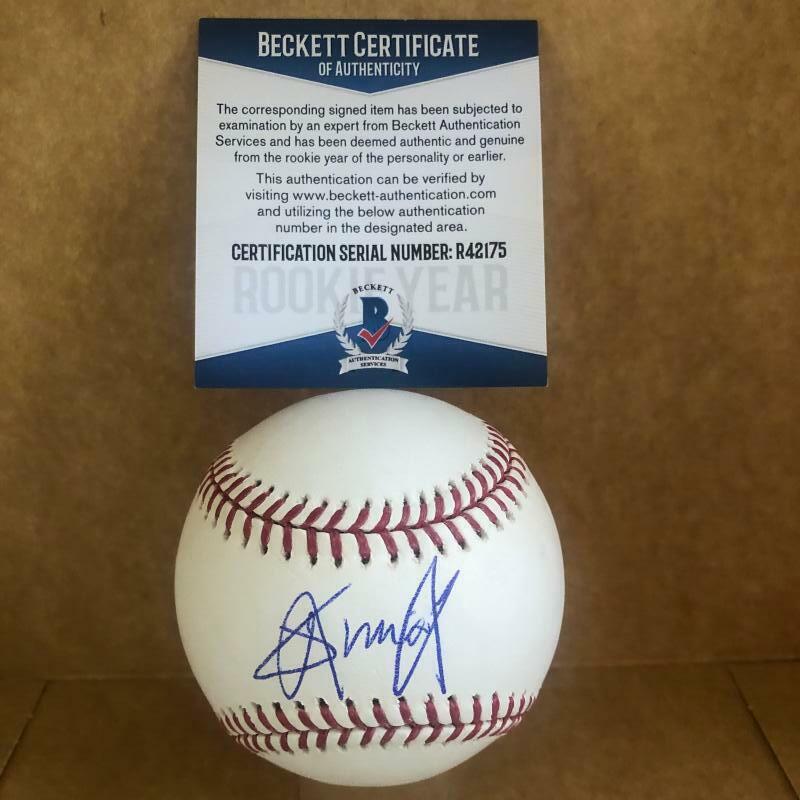 BECKETT CERTIFICATE
OF AUTHENTICITY
The corresponding signed item has been subjected to
examination by an expert from Beckett Authentication
Services and has been deemed authentic and genuine
from the rookie year of the personality or earlier.
This authentication can be verified by
visiting www.beckett-authentication.com
and utilizing the below authentication
number in the designated area.
CERTIFICATION SERIAL NUMBER: R42175
ROOKIE YEAR
BECKETT
B
AUTHENTICATION
SERVICES